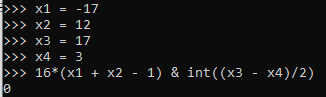 >>> x1 = -17
>>> x2 = 12
>>> x3 = 17
>>> x4 = 3
>>> 16*(x1 + x2 - 1) & int((x3 - x4)/2)
0